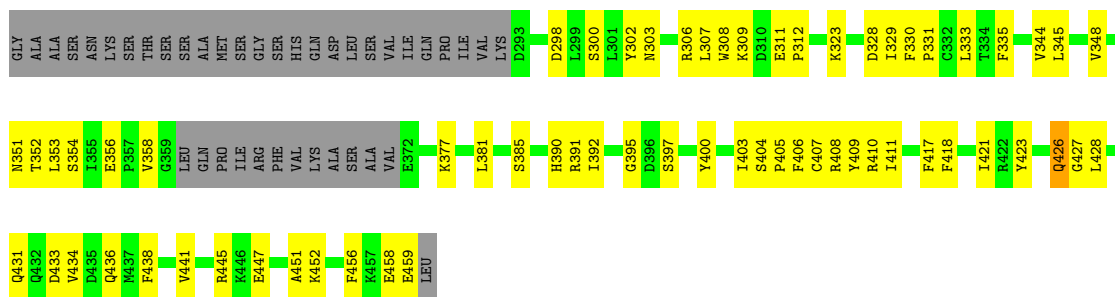 GLY ALA ALA SER ASN LYS SER THR SER SER ALA MET SER GLY SER HIS GLN ASP LEU SER VAL ILE GLN PRO ILE VAL LYS D293 D298 L299 S300 L301 Y302 N303 R306 L307 W308 K309 D310 E311 P312 K323 D328 I329 F330 P331 C332 L333 T334 F335 V344 L345 V348
N351 T352 L353 S354 I355 E356 P357 V358 G359 LEU GLN PRO ILE ARG PHE VAL LYS ALA SER ALA VAL E372 K377 L381 S385 H390 R391 I392 G395 D396 S397 Y400 I403 S404 P405 F406 C407 R408 Y409 R410 I411 F417 F418 I421 R422 Y423 Q426 G427 L428
Q431 Q432 D433 V434 D435 Q436 M437 F438 V441 R445 K446 E447 A451 K452 F456 K457 E458 E459 LEU